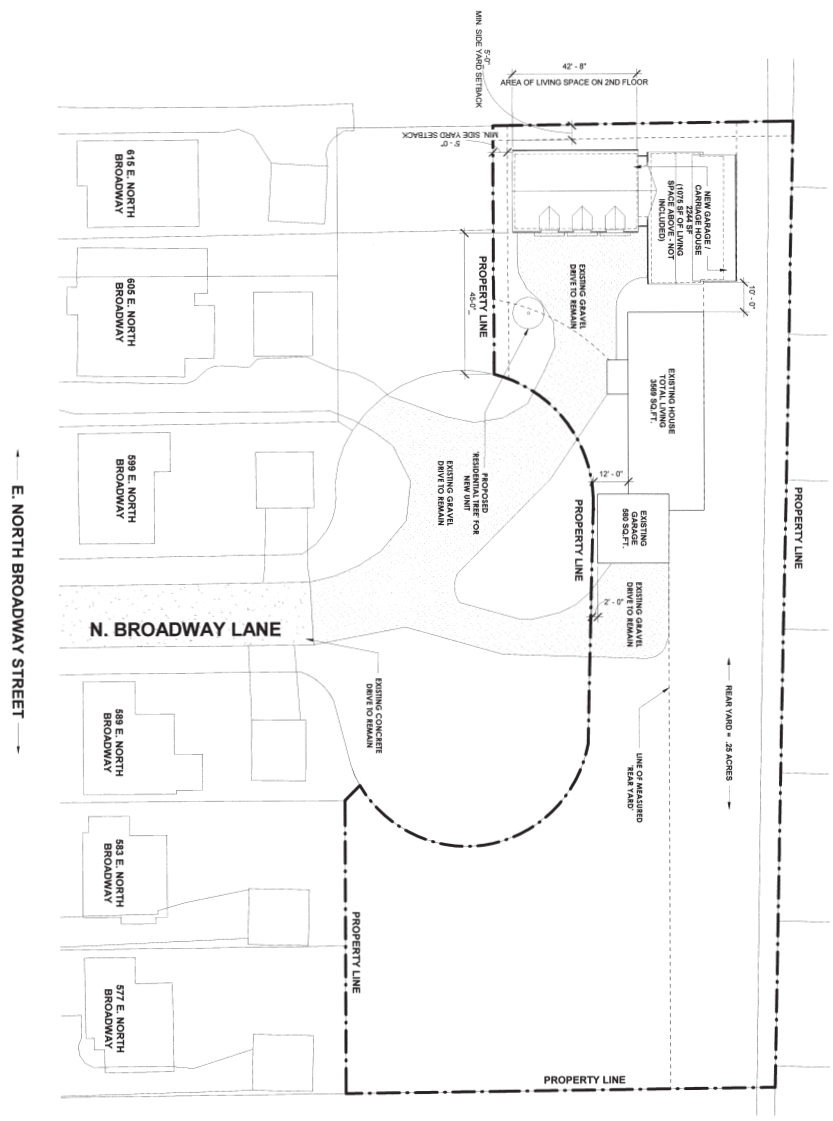 MIN. SIDE YARD SETBACK
5'-0"
42' - 8"
AREA OF LIVING SPACE ON 2ND FLOOR
MIN. SIDE YARD SETBACK
5' - 0"
NEW GARAGE /
CARRIAGE HOUSE
2244 SF
(1075 SF OF LIVING
SPACE ABOVE - NOT
INCLUDED)
615 E. NORTH
BROADWAY
605 E. NORTH
BROADWAY
PROPERTY LINE
45'-0"
EXISTING GRAVEL
DRIVE TO REMAIN
10' - 0"
EXISTING HOUSE
TOTAL LIVING
3569 SQ.FT.
599 E. NORTH
BROADWAY
EXISTING GRAVEL
DRIVE TO REMAIN
PROPOSED
'RESIDENTIAL TREE' FOR
NEW UNIT
12' - 0"
PROPERTY LINE
EXISTING
GARAGE
580 SQ.FT.
PROPERTY LINE
E. NORTH BROADWAY STREET
N. BROADWAY LANE
2' - 0"
EXISTING GRAVEL
DRIVE TO REMAIN
EXISTING CONCRETE
DRIVE TO REMAIN
REAR YARD = .25 ACRES
LINE OF MEASURED
'REAR YARD'
589 E. NORTH
BROADWAY
583 E. NORTH
BROADWAY
PROPERTY LINE
577 E. NORTH
BROADWAY
PROPERTY LINE